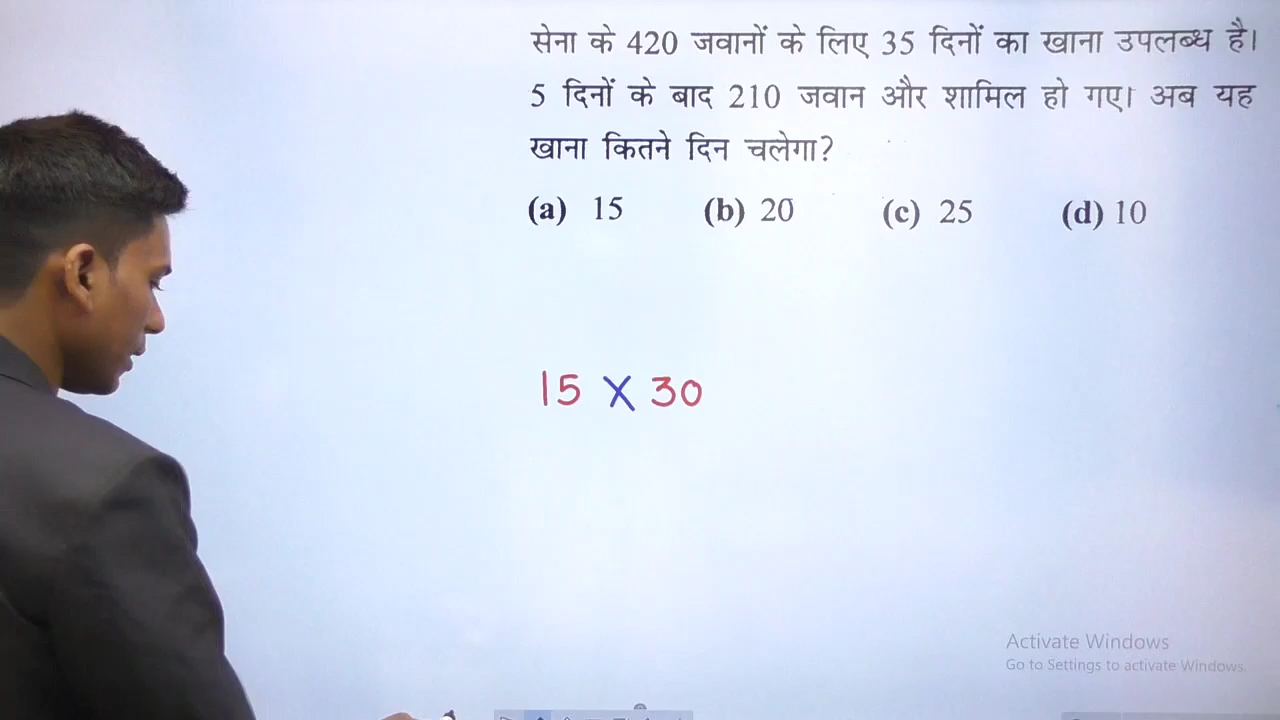 सेना के 420 जवानों के लिए 35 दिनों का खाना उपलब्ध है।
5 दिनों के बाद 210 जवान और शामिल हो गए। अब यह
खाना कितने दिन चलेगा?
(a) 15 (b) 20 (c) 25 (d) 10
15 X 30
Activate Windows
Go to Settings to activate Windows.